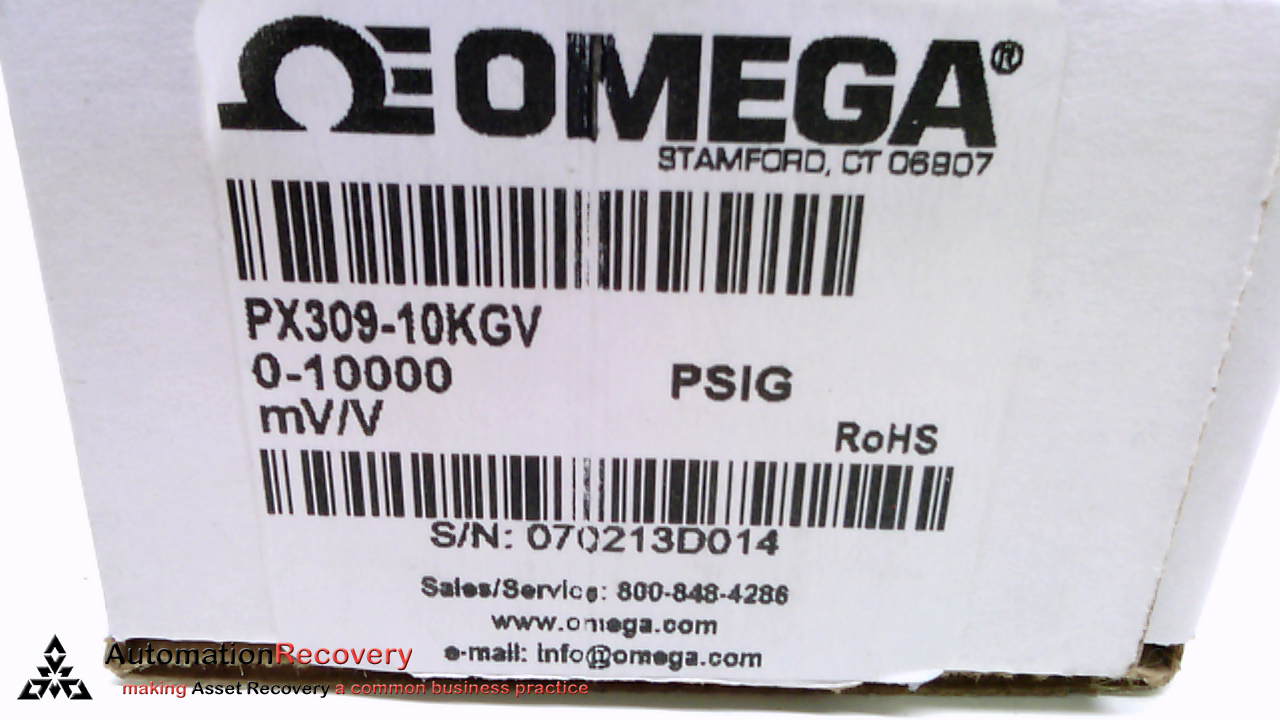 OMEGA®
STAMFORD, CT 06907
PX309-10KGV
0-10000 PSIG
mV/V
RoHS
S/N: 070213D014
Sales/Service: 800-848-4286
www.omega.com
e-mail: info@omega.com
AutomationRecovery
making Asset Recovery a common business practice